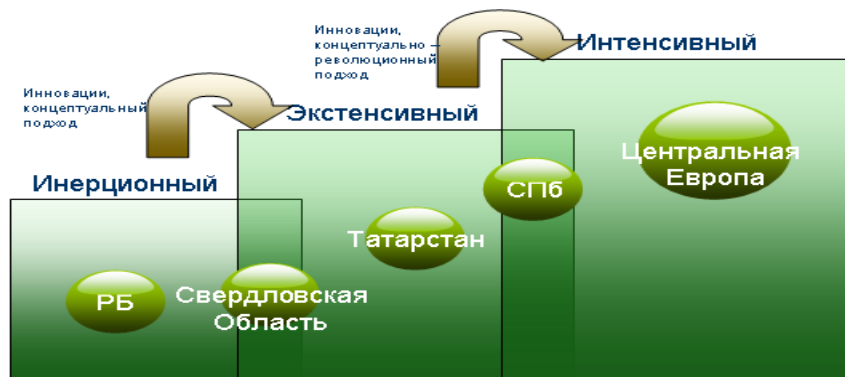 Инновации,
концептуально –
революционный
подход
Интенсивный
Инновации,
концептуальный
подход
Экстенсивный
Центральная
Европа
Инерционный
СПб
Татарстан
РБ
Свердловская
Область